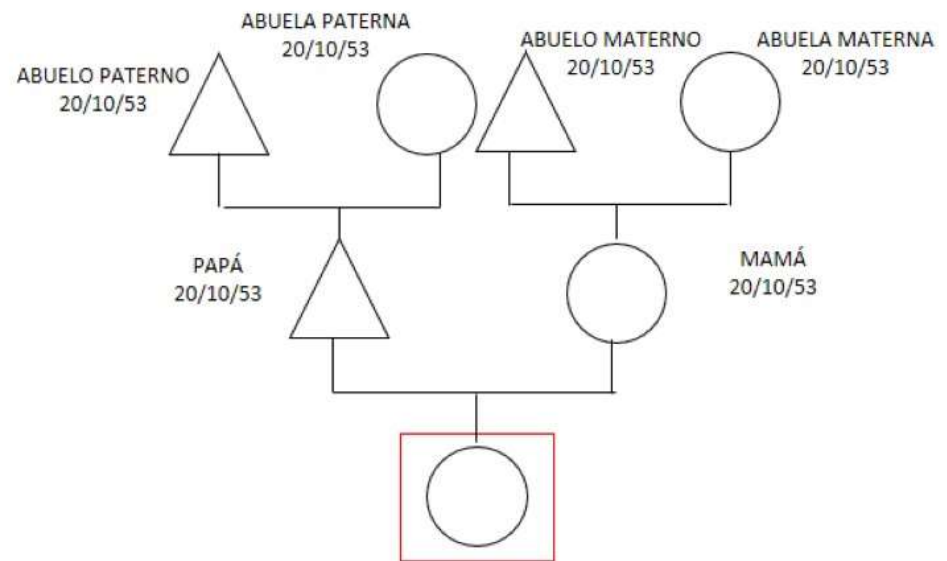 ABUELA PATERNA
20/10/53
ABUELO PATERNO
20/10/53
ABUELO MATERNO
20/10/53
ABUELA MATERNA
20/10/53
PAPÁ
20/10/53
MAMÁ
20/10/53